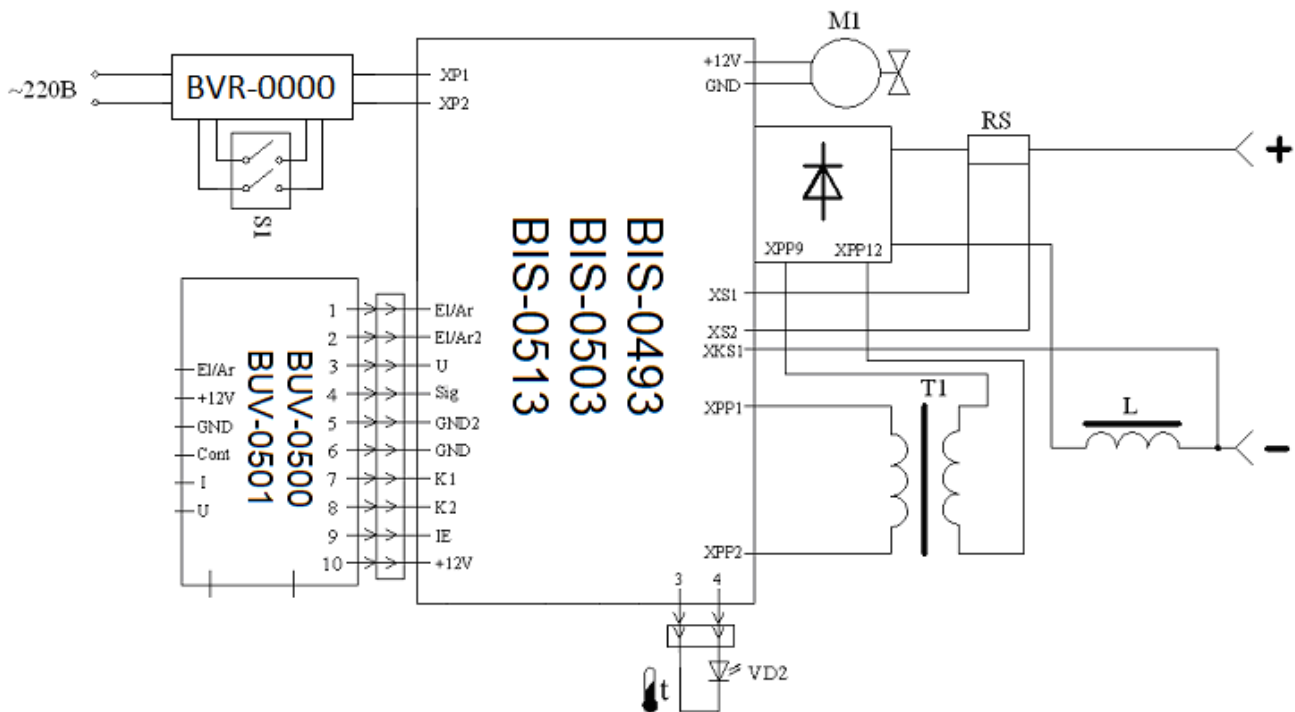 ~220В
BVR-0000
S1
XP1
XP2
+12V
GND
M1
RS
+
XPP9
XPP12
BIS-0513
BIS-0503
BIS-0493
XS1
XS2
XKS1
XPP1
XPP2
T1
L
-
El/Ar
+12V
GND
Cont
I
U
BUV-0501
BUV-0500
1 El/Ar
2 El/Ar2
3 U
4 Sig
5 GND2
6 GND
7 K1
8 K2
9 IE
10 +12V
3 4
t
VD2